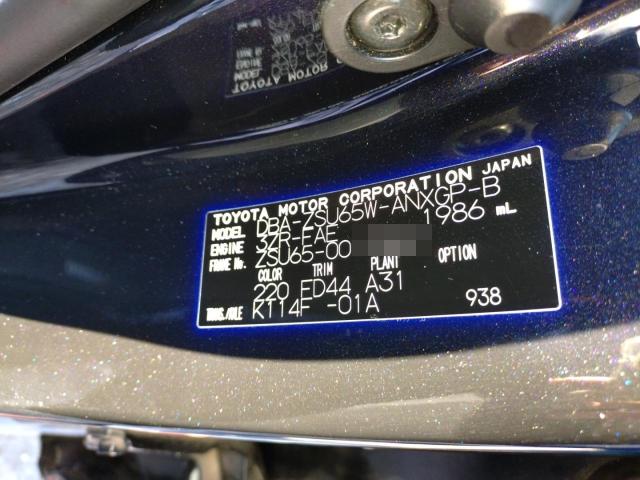 TOYOTA MOTOR CORPORATION JAPAN
MODEL DBA-ZSU65W-ANXGP-B
ENGINE 3ZR-FAE 1986 mL
FRAME No. ZSU65-00
COLOR TRIM PLANT OPTION
220 FD44 A31
TRANS./AXLE K114F -01A 938